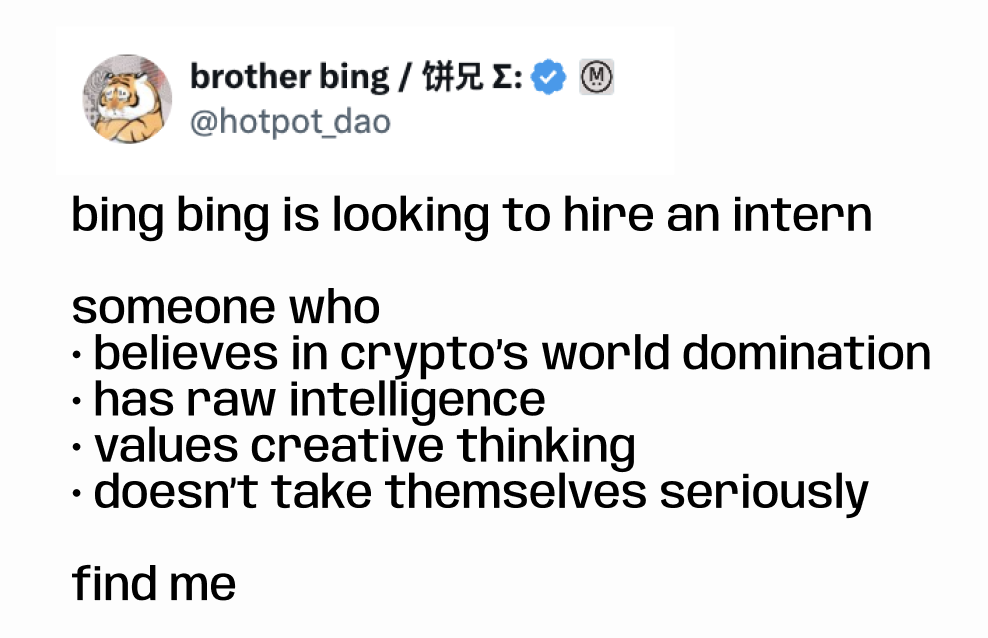 brother bing / 饼兄 Σ: M
@hotpot_dao
bing bing is looking to hire an intern
someone who
• believes in crypto's world domination
• has raw intelligence
• values creative thinking
• doesn't take themselves seriously
find me